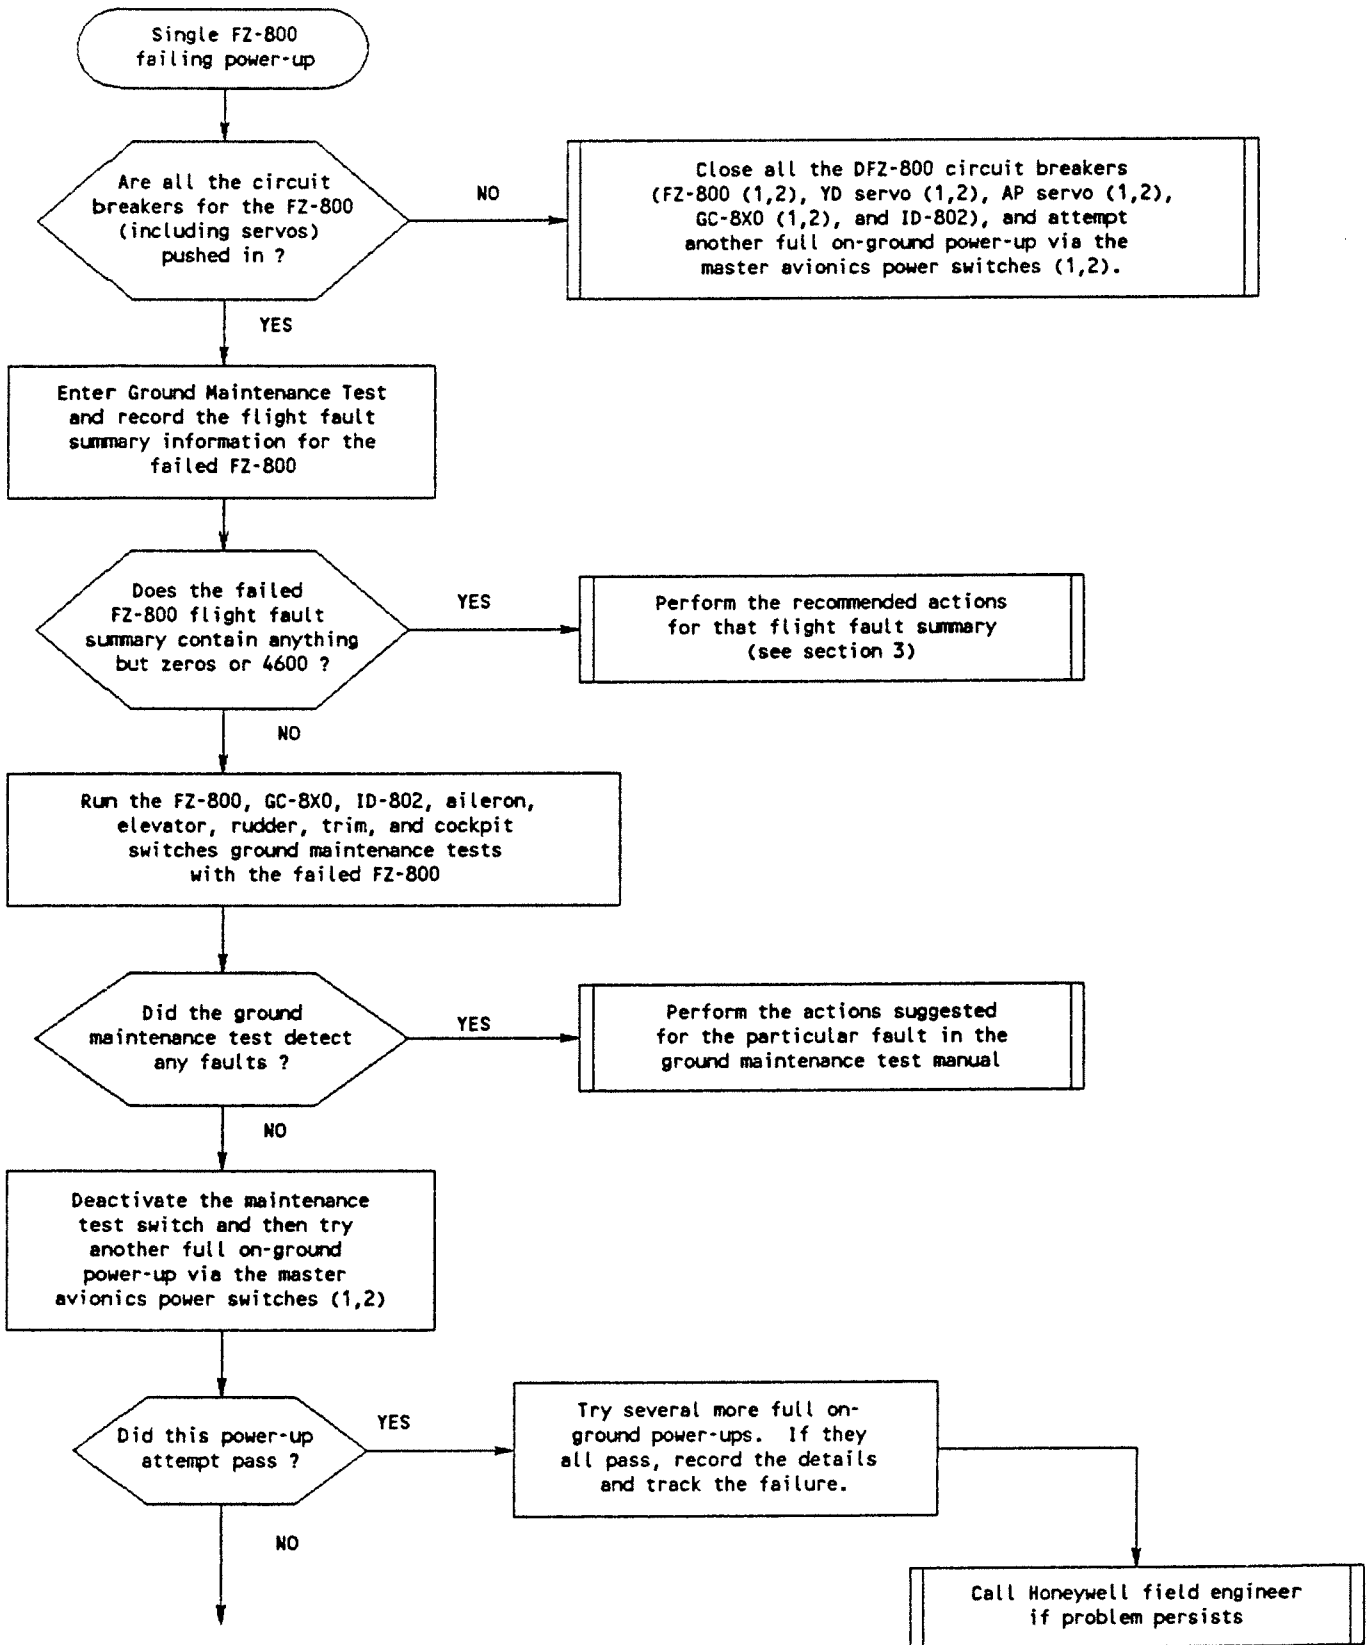 Single FZ-800
failing power-up
Are all the circuit
breakers for the FZ-800
(including servos)
pushed in ?
NO
Close all the DFZ-800 circuit breakers
(FZ-800 (1,2), YD servo (1,2), AP servo (1,2),
GC-8X0 (1,2), and ID-802), and attempt
another full on-ground power-up via the
master avionics power switches (1,2).
YES
Enter Ground Maintenance Test
and record the flight fault
summary information for the
failed FZ-800
Does the failed
FZ-800 flight fault
summary contain anything
but zeros or 4600 ?
YES
Perform the recommended actions
for that flight fault summary
(see section 3)
NO
Run the FZ-800, GC-8X0, ID-802, aileron,
elevator, rudder, trim, and cockpit
switches ground maintenance tests
with the failed FZ-800
Did the ground
maintenance test detect
any faults ?
YES
Perform the actions suggested
for the particular fault in the
ground maintenance test manual
NO
Deactivate the maintenance
test switch and then try
another full on-ground
power-up via the master
avionics power switches (1,2)
Did this power-up
attempt pass ?
YES
Try several more full on-
ground power-ups. If they
all pass, record the details
and track the failure.
NO
Call Honeywell field engineer
if problem persists